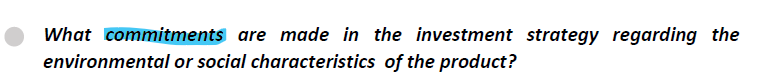 What commitments are made in the investment strategy regarding the
environmental or social characteristics of the product?